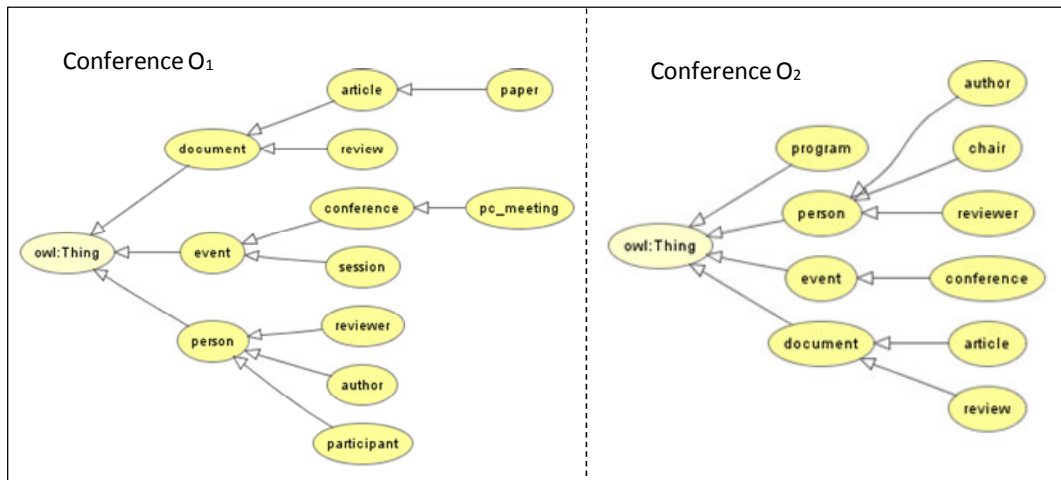 Conference O₁
article
paper
document
review
conference
pc_meeting
owl:Thing
event
session
reviewer
person
author
participant
Conference O₂
author
program
chair
person
reviewer
owl:Thing
event
conference
document
article
review